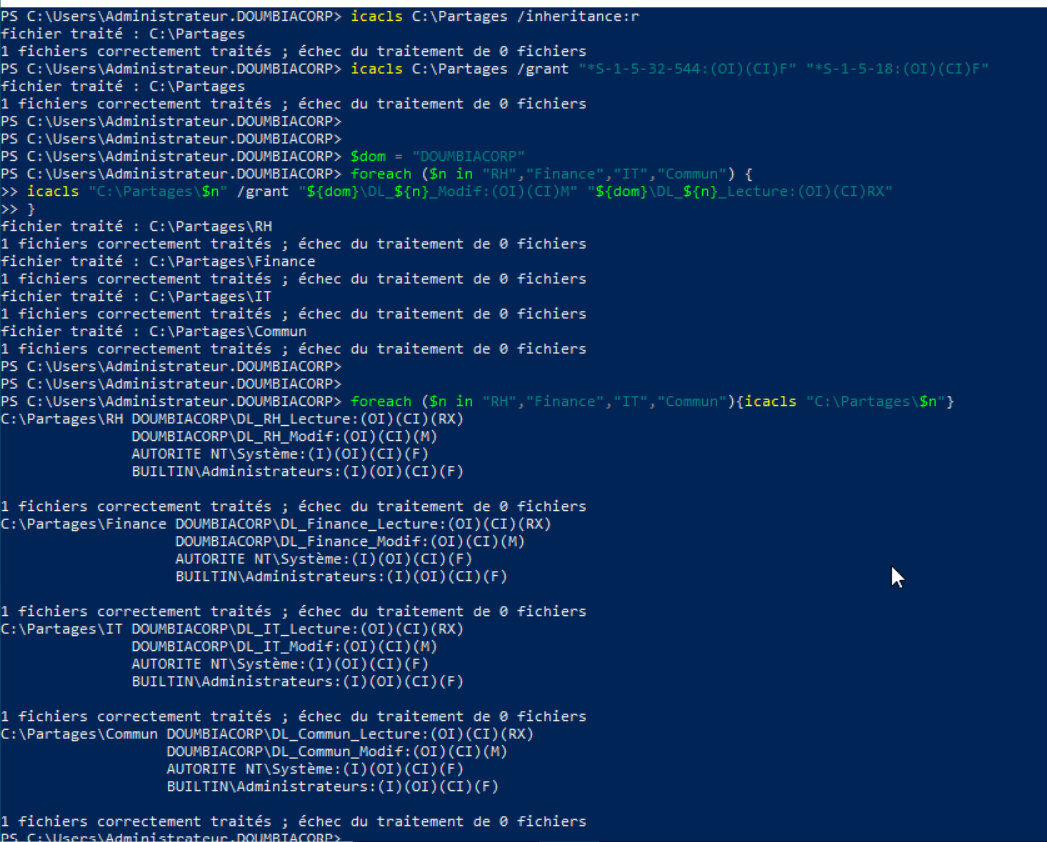 PS C:\Users\Administrateur.DOUMBIACORP> icacls C:\Partages /inheritance:r
fichier traité : C:\Partages
1 fichiers correctement traités ; échec du traitement de 0 fichiers
PS C:\Users\Administrateur.DOUMBIACORP> icacls C:\Partages /grant "*S-1-5-32-544:(OI)(CI)F" "*S-1-5-18:(OI)(CI)F"
fichier traité : C:\Partages
1 fichiers correctement traités ; échec du traitement de 0 fichiers
PS C:\Users\Administrateur.DOUMBIACORP>
PS C:\Users\Administrateur.DOUMBIACORP>
PS C:\Users\Administrateur.DOUMBIACORP> $dom = "DOUMBIACORP"
PS C:\Users\Administrateur.DOUMBIACORP> foreach ($n in "RH","Finance","IT","Commun") {
>> icacls "C:\Partages\$n" /grant "${dom}\DL_${n}_Modif:(OI)(CI)M" "${dom}\DL_${n}_Lecture:(OI)(CI)RX"
>> }
fichier traité : C:\Partages\RH
1 fichiers correctement traités ; échec du traitement de 0 fichiers
fichier traité : C:\Partages\Finance
1 fichiers correctement traités ; échec du traitement de 0 fichiers
fichier traité : C:\Partages\IT
1 fichiers correctement traités ; échec du traitement de 0 fichiers
fichier traité : C:\Partages\Commun
1 fichiers correctement traités ; échec du traitement de 0 fichiers
PS C:\Users\Administrateur.DOUMBIACORP>
PS C:\Users\Administrateur.DOUMBIACORP>
PS C:\Users\Administrateur.DOUMBIACORP> foreach ($n in "RH","Finance","IT","Commun"){icacls "C:\Partages\$n"}
C:\Partages\RH DOUMBIACORP\DL_RH_Lecture:(OI)(CI)(RX)
DOUMBIACORP\DL_RH_Modif:(OI)(CI)(M)
AUTORITE NT\Système:(I)(OI)(CI)(F)
BUILTIN\Administrateurs:(I)(OI)(CI)(F)
1 fichiers correctement traités ; échec du traitement de 0 fichiers
C:\Partages\Finance DOUMBIACORP\DL_Finance_Lecture:(OI)(CI)(RX)
DOUMBIACORP\DL_Finance_Modif:(OI)(CI)(M)
AUTORITE NT\Système:(I)(OI)(CI)(F)
BUILTIN\Administrateurs:(I)(OI)(CI)(F)
1 fichiers correctement traités ; échec du traitement de 0 fichiers
C:\Partages\IT DOUMBIACORP\DL_IT_Lecture:(OI)(CI)(RX)
DOUMBIACORP\DL_IT_Modif:(OI)(CI)(M)
AUTORITE NT\Système:(I)(OI)(CI)(F)
BUILTIN\Administrateurs:(I)(OI)(CI)(F)
1 fichiers correctement traités ; échec du traitement de 0 fichiers
C:\Partages\Commun DOUMBIACORP\DL_Commun_Lecture:(OI)(CI)(RX)
DOUMBIACORP\DL_Commun_Modif:(OI)(CI)(M)
AUTORITE NT\Système:(I)(OI)(CI)(F)
BUILTIN\Administrateurs:(I)(OI)(CI)(F)
1 fichiers correctement traités ; échec du traitement de 0 fichiers
PS C:\Users\Administrateur.DOUMBIACORP>